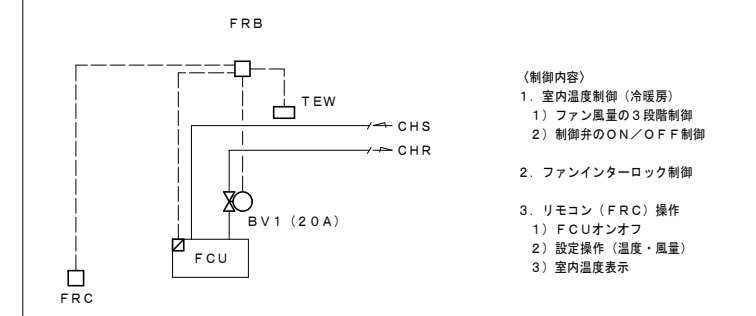 FRB
TEW
CHS
CHR
BV1（20A）
FCU
FRC
〈制御内容〉
1．室内温度制御（冷暖房）
1）ファン風量の3段階制御
2）制御弁のON／OFF制御
2．ファンインターロック制御
3．リモコン（FRC）操作
1）FCUオンオフ
2）設定操作（温度・風量）
3）室内温度表示